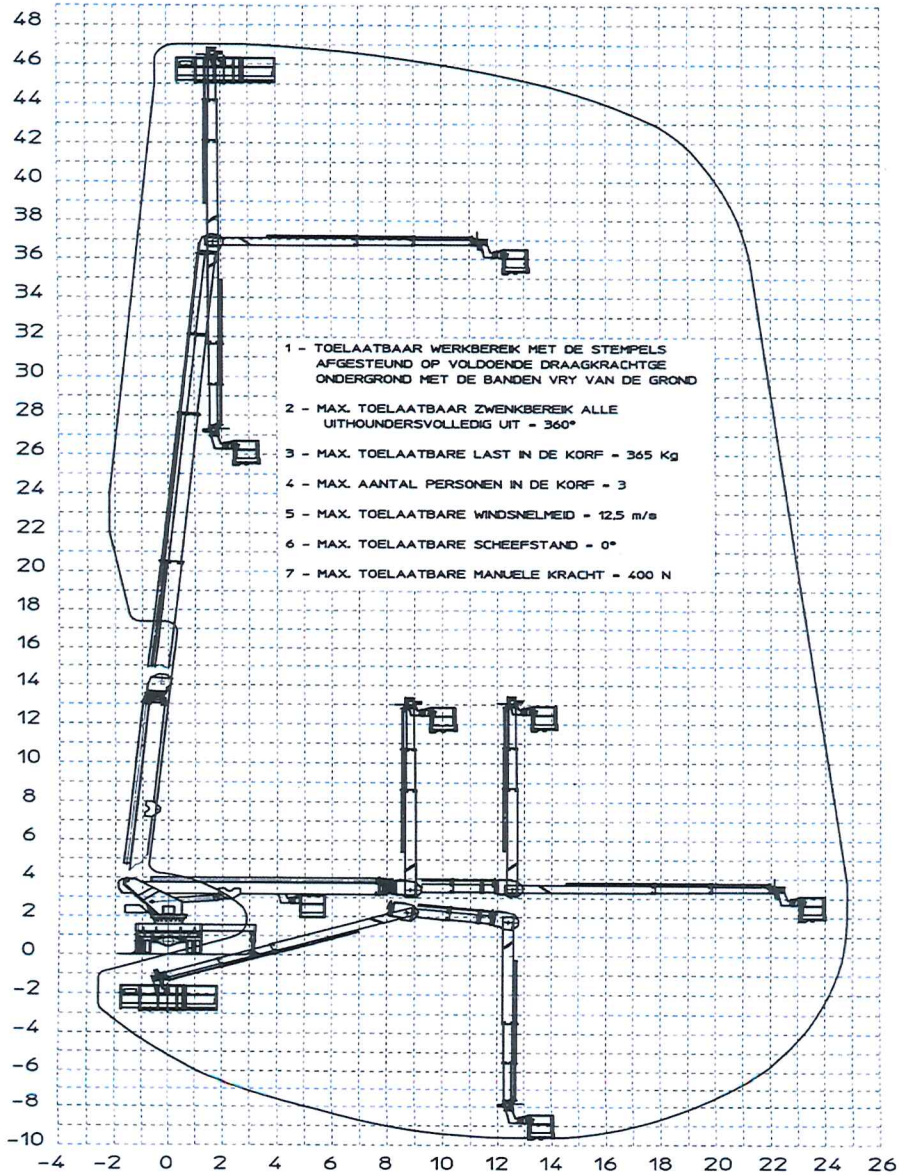 48
46
44
42
40
38
36
34
32
30
28
26
24
22
20
18
16
14
12
10
8
6
4
2
0
-2
-4
-6
-8
-10
1 - TOELAATBAAR WERKBEREIK MET DE STEMPELS
AFGESTEUND OP VOLDOENDE DRAAGKRACHTGE
ONDERGROND MET DE BANDEN VRY VAN DE GROND
2 - MAX. TOELAATBAAR ZWENKBEREIK ALLE
UITHOUNDERSVOLLEDIG UIT = 360°
3 - MAX. TOELAATBARE LAST IN DE KORF = 365 Kg
4 - MAX. AANTAL PERSONEN IN DE KORF = 3
5 - MAX. TOELAATBARE WINDSNELMEID = 12,5 m/s
6 - MAX. TOELAATBARE SCHEEFSTAND = 0°
7 - MAX. TOELAATBARE MANUELE KRACHT = 400 N
-4 -2 0 2 4 6 8 10 12 14 16 18 20 22 24 26